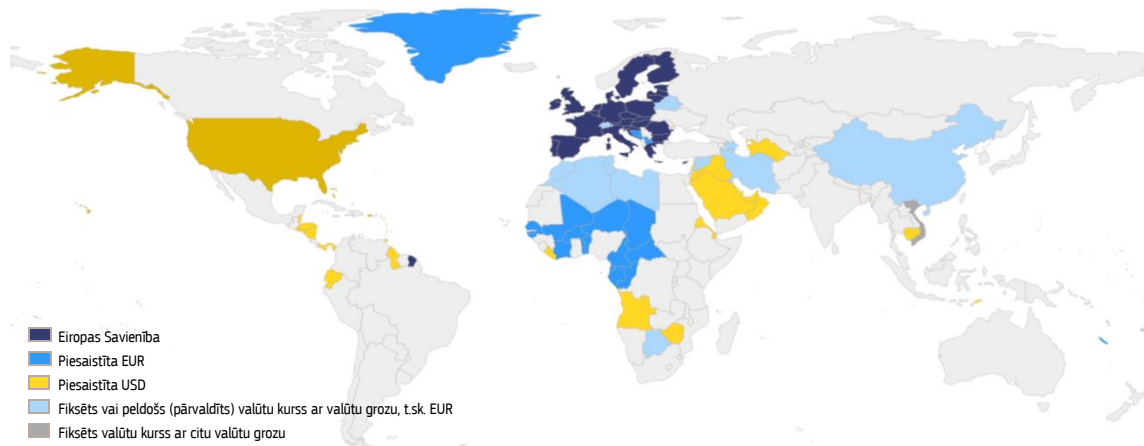 Eiropas Savienība
Piesaistīta EUR
Piesaistīta USD
Fiksēts vai peldošs (pārvaldīts) valūtu kurss ar valūtu grozu, t.sk. EUR
Fiksēts valūtu kurss ar citu valūtu grozu